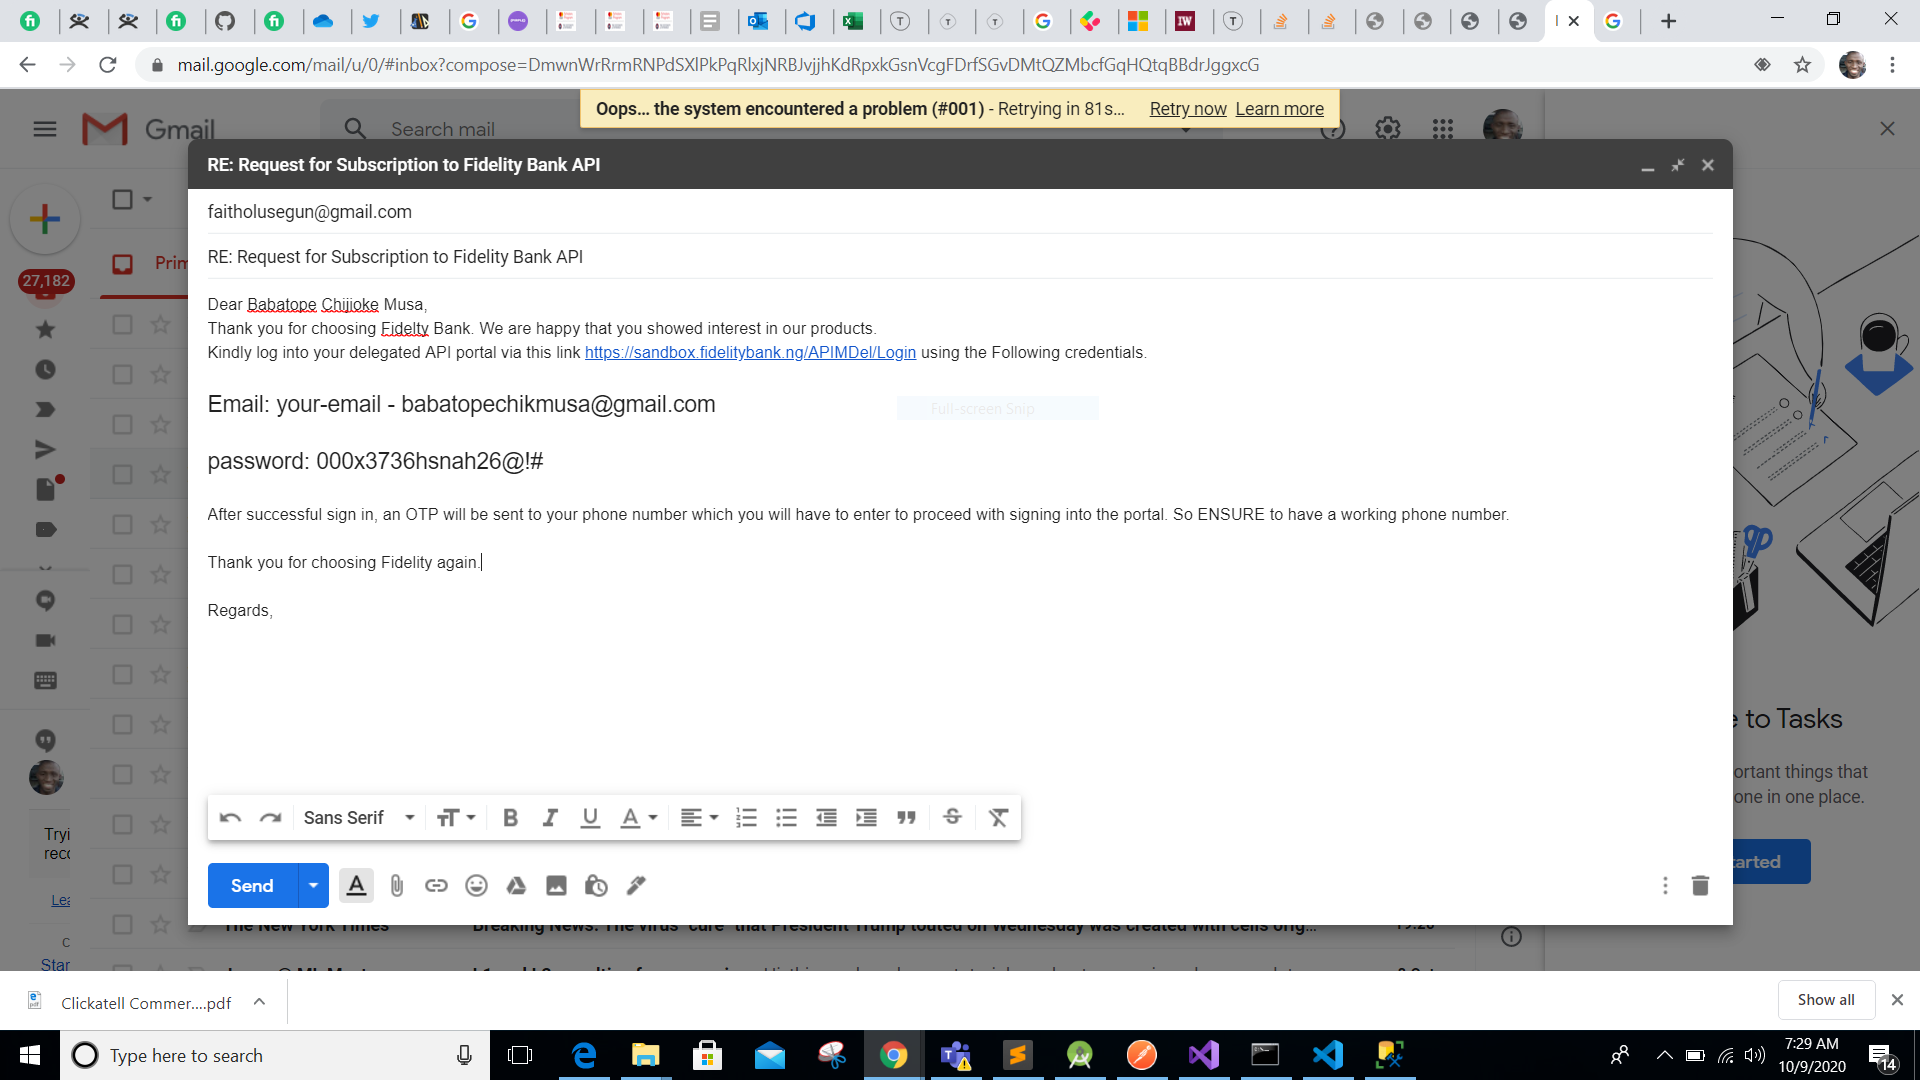 mail.google.com/mail/u/0/#inbox?compose=DmwnWrRrmRNPdSXlPkPqRlxjNRBJvjjhKdRpxkGsnVcgFDrfSGvDMtQZMbcfGqHQtqBBdrJggxcG
Oops... the system encountered a problem (#001) - Retrying in 81s... Retry now Learn more
Gmail
Search mail
RE: Request for Subscription to Fidelity Bank API
faitholusegun@gmail.com
27,182
RE: Request for Subscription to Fidelity Bank API
Dear Babatope Chijioke Musa,
Thank you for choosing Fidelty Bank. We are happy that you showed interest in our products.
Kindly log into your delegated API portal via this link https://sandbox.fidelitybank.ng/APIMDel/Login using the Following credentials.
Email: your-email - babatopechikmusa@gmail.com
Full-screen Snip
password: 000x3736hsnah26@!#
After successful sign in, an OTP will be sent to your phone number which you will have to enter to proceed with signing into the portal. So ENSURE to have a working phone number.
Thank you for choosing Fidelity again.
Regards,
to Tasks
ortant things that
one in one place.
arted
Sans Serif
Send
The New York Times Breaking News: The virus "cure" that President Trump touted on Wednesday was created with cells orig...
Clickatell Commer....pdf
Show all
Type here to search
7:29 AM
10/9/2020
14